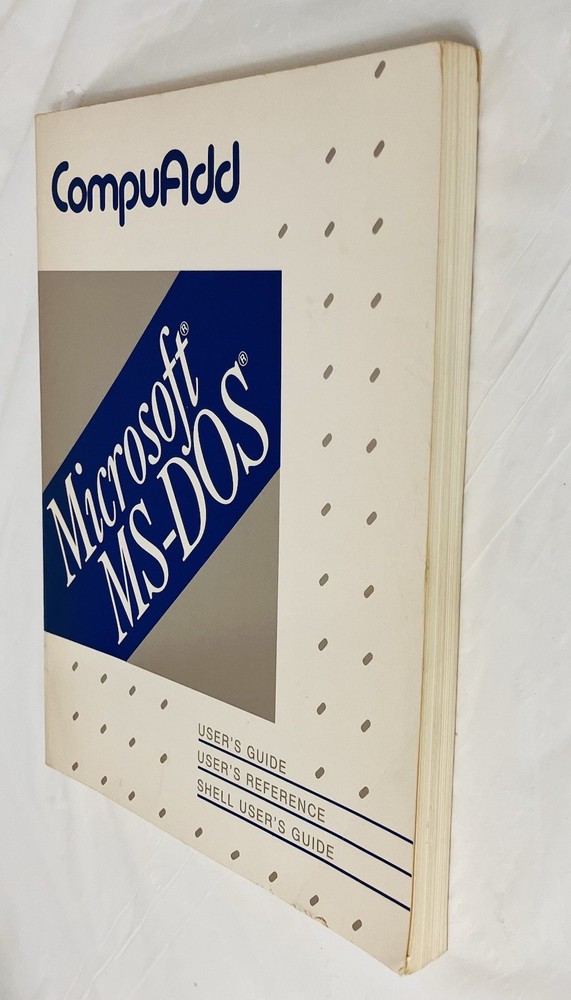 CompuAdd
Microsoft®
MS-DOS®
USER'S GUIDE
USER'S REFERENCE
SHELL USER'S GUIDE